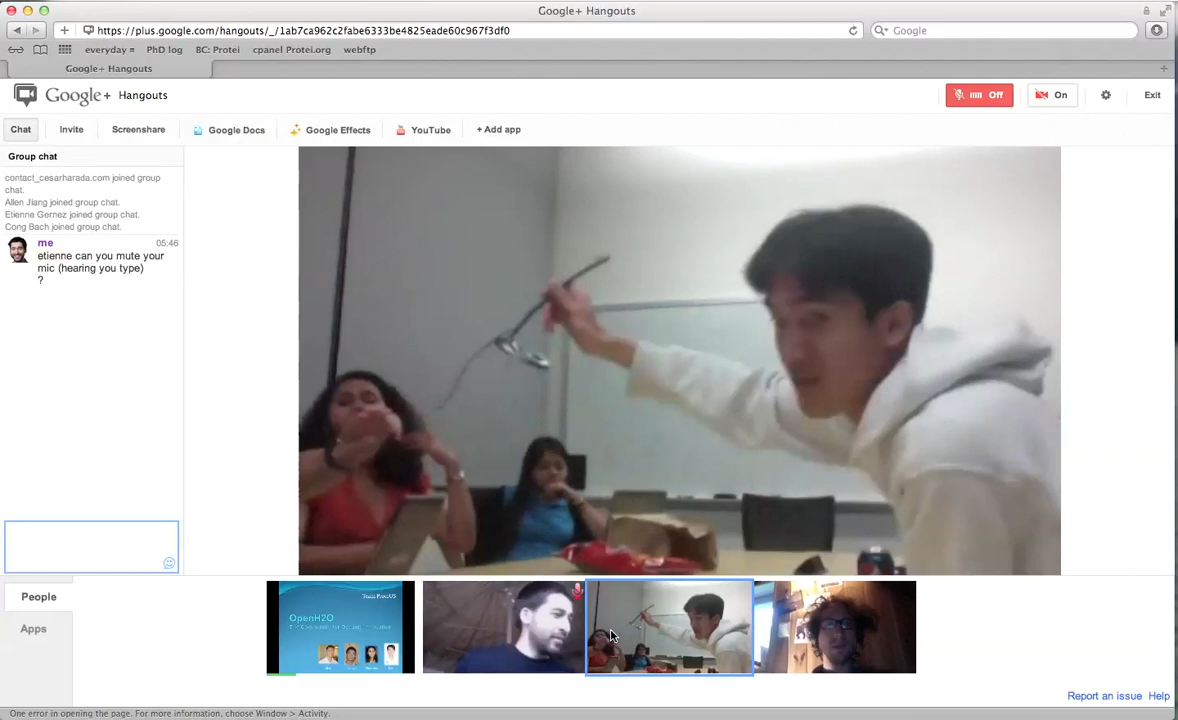 Google+ Hangouts
https://plus.google.com/hangouts/_/1ab7ca962c2fabe6333be4825eade60c967f3df0
Google
everyday
PhD log
BC: Protei
cpanel Protei.org
webftp
Google+ Hangouts
Google+ Hangouts
Off
On
Exit
Chat
Invite
Screenshare
Google Docs
Google Effects
YouTube
+ Add app
Group chat
contact_cesarharada.com joined group
chat.
Allen Jiang joined group chat.
Etienne Gernez joined group chat.
Cong Bach joined group chat.
me 05:46
etienne can you mute your
mic (hearing you type)
?
People
Apps
OpenH2O
Report an issue
Help
One error in opening the page. For more information, choose Window > Activity.